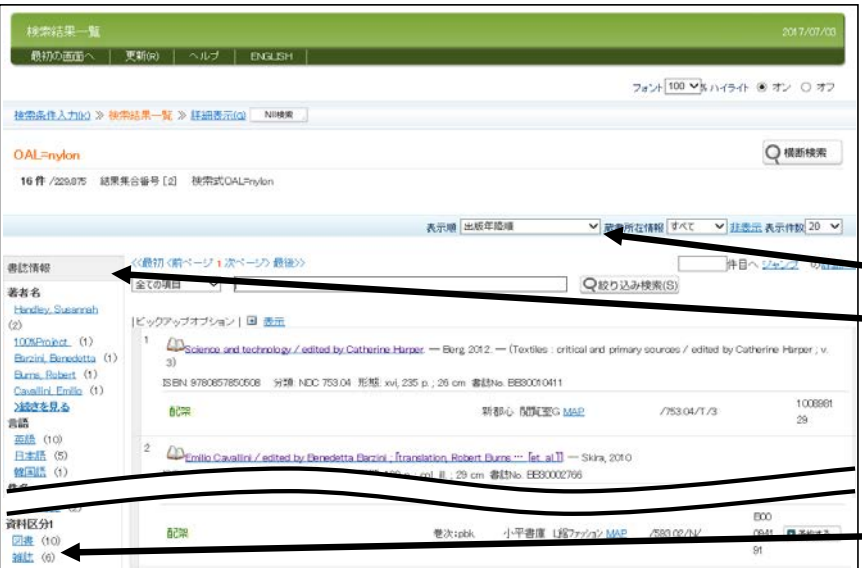 検索結果一覧 2017/07/03
最初の画面へ 更新(R) ヘルプ ENGLISH
フォント 100 % ハイライト オン オフ
検索条件入力(K) ≫ 検索結果一覧 ≫ 詳細表示(G) NII検索
OAL=nylon 横断検索
16 件 /229,875 結果集合番号 [2] 検索式OAL=nylon
表示順 出版年降順 所在情報 すべて 非表示 表示件数 20
書誌情報
<<最初 <前ページ 1 次ページ> 最後>> 件目へ ジャンプ
全ての項目 絞り込み検索(S)
著者名
Handley, Susannah
(2)
100%Project. (1)
Barzini, Benedetta (1)
Burns, Robert (1)
Cavallini, Emilio (1)
>続きを見る
言語
英語 (10)
日本語 (5)
韓国語 (1)
資料区分1
図書 (10)
雑誌 (6)
|ピックアップオプション| 表示
1 Science and technology / edited by Catherine Harper. — Berg, 2012. — (Textiles : critical and primary sources / edited by Catherine Harper ; v.
3)
ISBN 9780857850508 分類: NDC 753.04 形態: xvi, 235 p. ; 26 cm 書誌No. BB30010411
配架 新都心 閲覧室G MAP /753.04/T/3 1008981
29
2 Emilio Cavallini / edited by Benedetta Barzini ; [translation, Robert Burns … [et. al.]] — Skira, 2010
; 29 cm 書誌No. BB30002766
配架 巻次:pbk. 小平書庫 MAP /593.02/N/ B00
0941
91